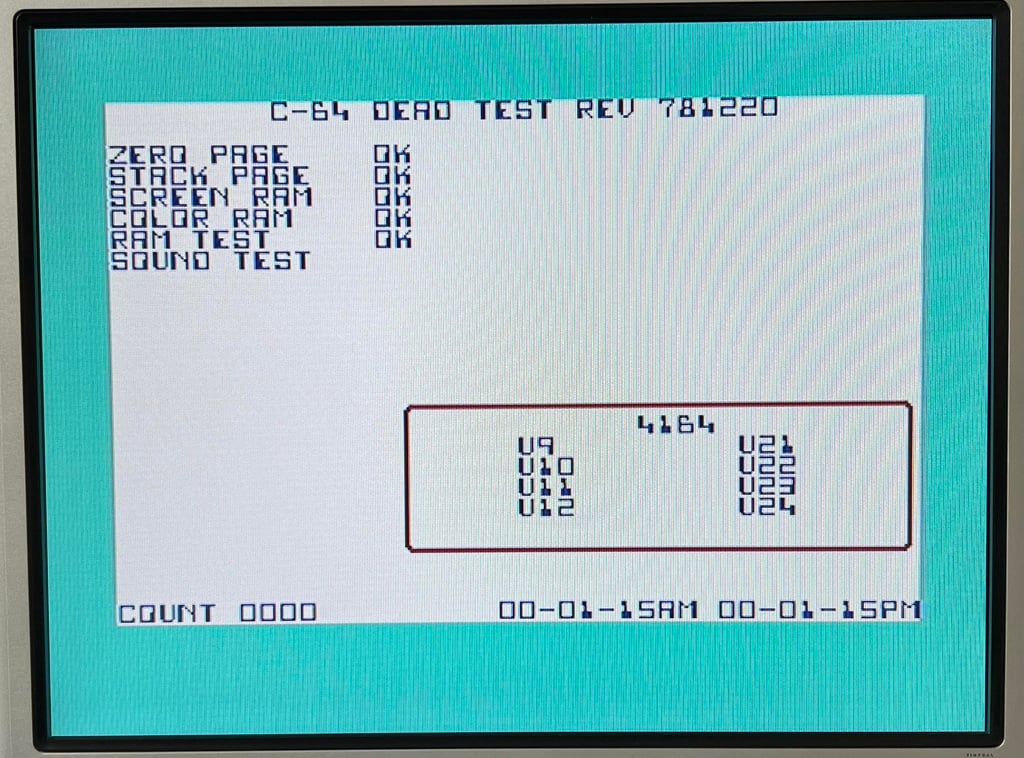 C-64 DEAD TEST REV 781220
ZERO PAGE OK
STACK PAGE OK
SCREEN RAM OK
COLOR RAM OK
RAM TEST OK
SOUND TEST
4164
U9 U21
U10 U22
U11 U23
U12 U24
COUNT 0000 00-01-15AM 00-01-15PM